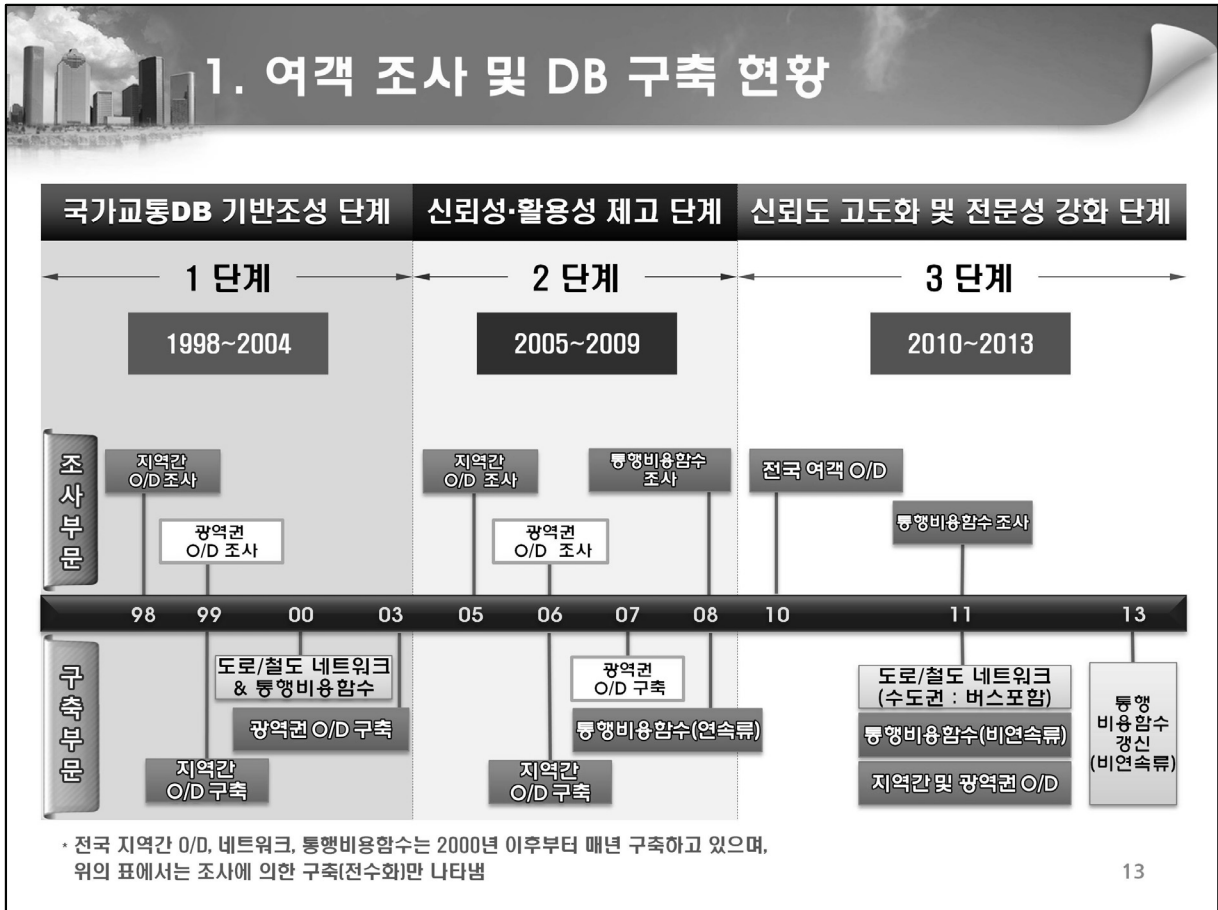 1. 여객 조사 및 DB 구축 현황
국가교통DB 기반조성 단계
신뢰성·활용성 제고 단계
신뢰도 고도화 및 전문성 강화 단계
1 단계
2 단계
3 단계
1998~2004
2005~2009
2010~2013
조사부문
지역간
O/D 조사
광역권
O/D 조사
지역간
O/D 조사
광역권
O/D 조사
통행비용함수
조사
전국 여객 O/D
통행비용함수 조사
98 99 00 03 05 06 07 08 10 11 13
구축부문
도로/철도 네트워크
& 통행비용함수
광역권 O/D 구축
지역간
O/D 구축
광역권
O/D 구축
통행비용함수(연속류)
지역간
O/D 구축
도로/철도 네트워크
(수도권 : 버스포함)
통행비용함수(비연속류)
지역간 및 광역권 O/D
통행
비용함수
갱신
(비연속류)
* 전국 지역간 O/D, 네트워크, 통행비용함수는 2000년 이후부터 매년 구축하고 있으며,
위의 표에서는 조사에 의한 구축(전수화)만 나타냄
13